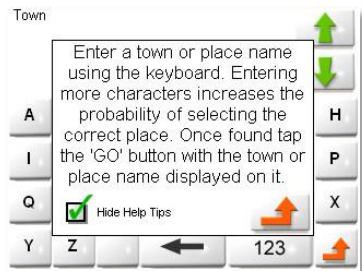 Town
Enter a town or place name
using the keyboard. Entering
more characters increases the
probability of selecting the
correct place. Once found tap
the 'GO' button with the town or
place name displayed on it.
Hide Help Tips
A H
I P
Q X
Y Z 123